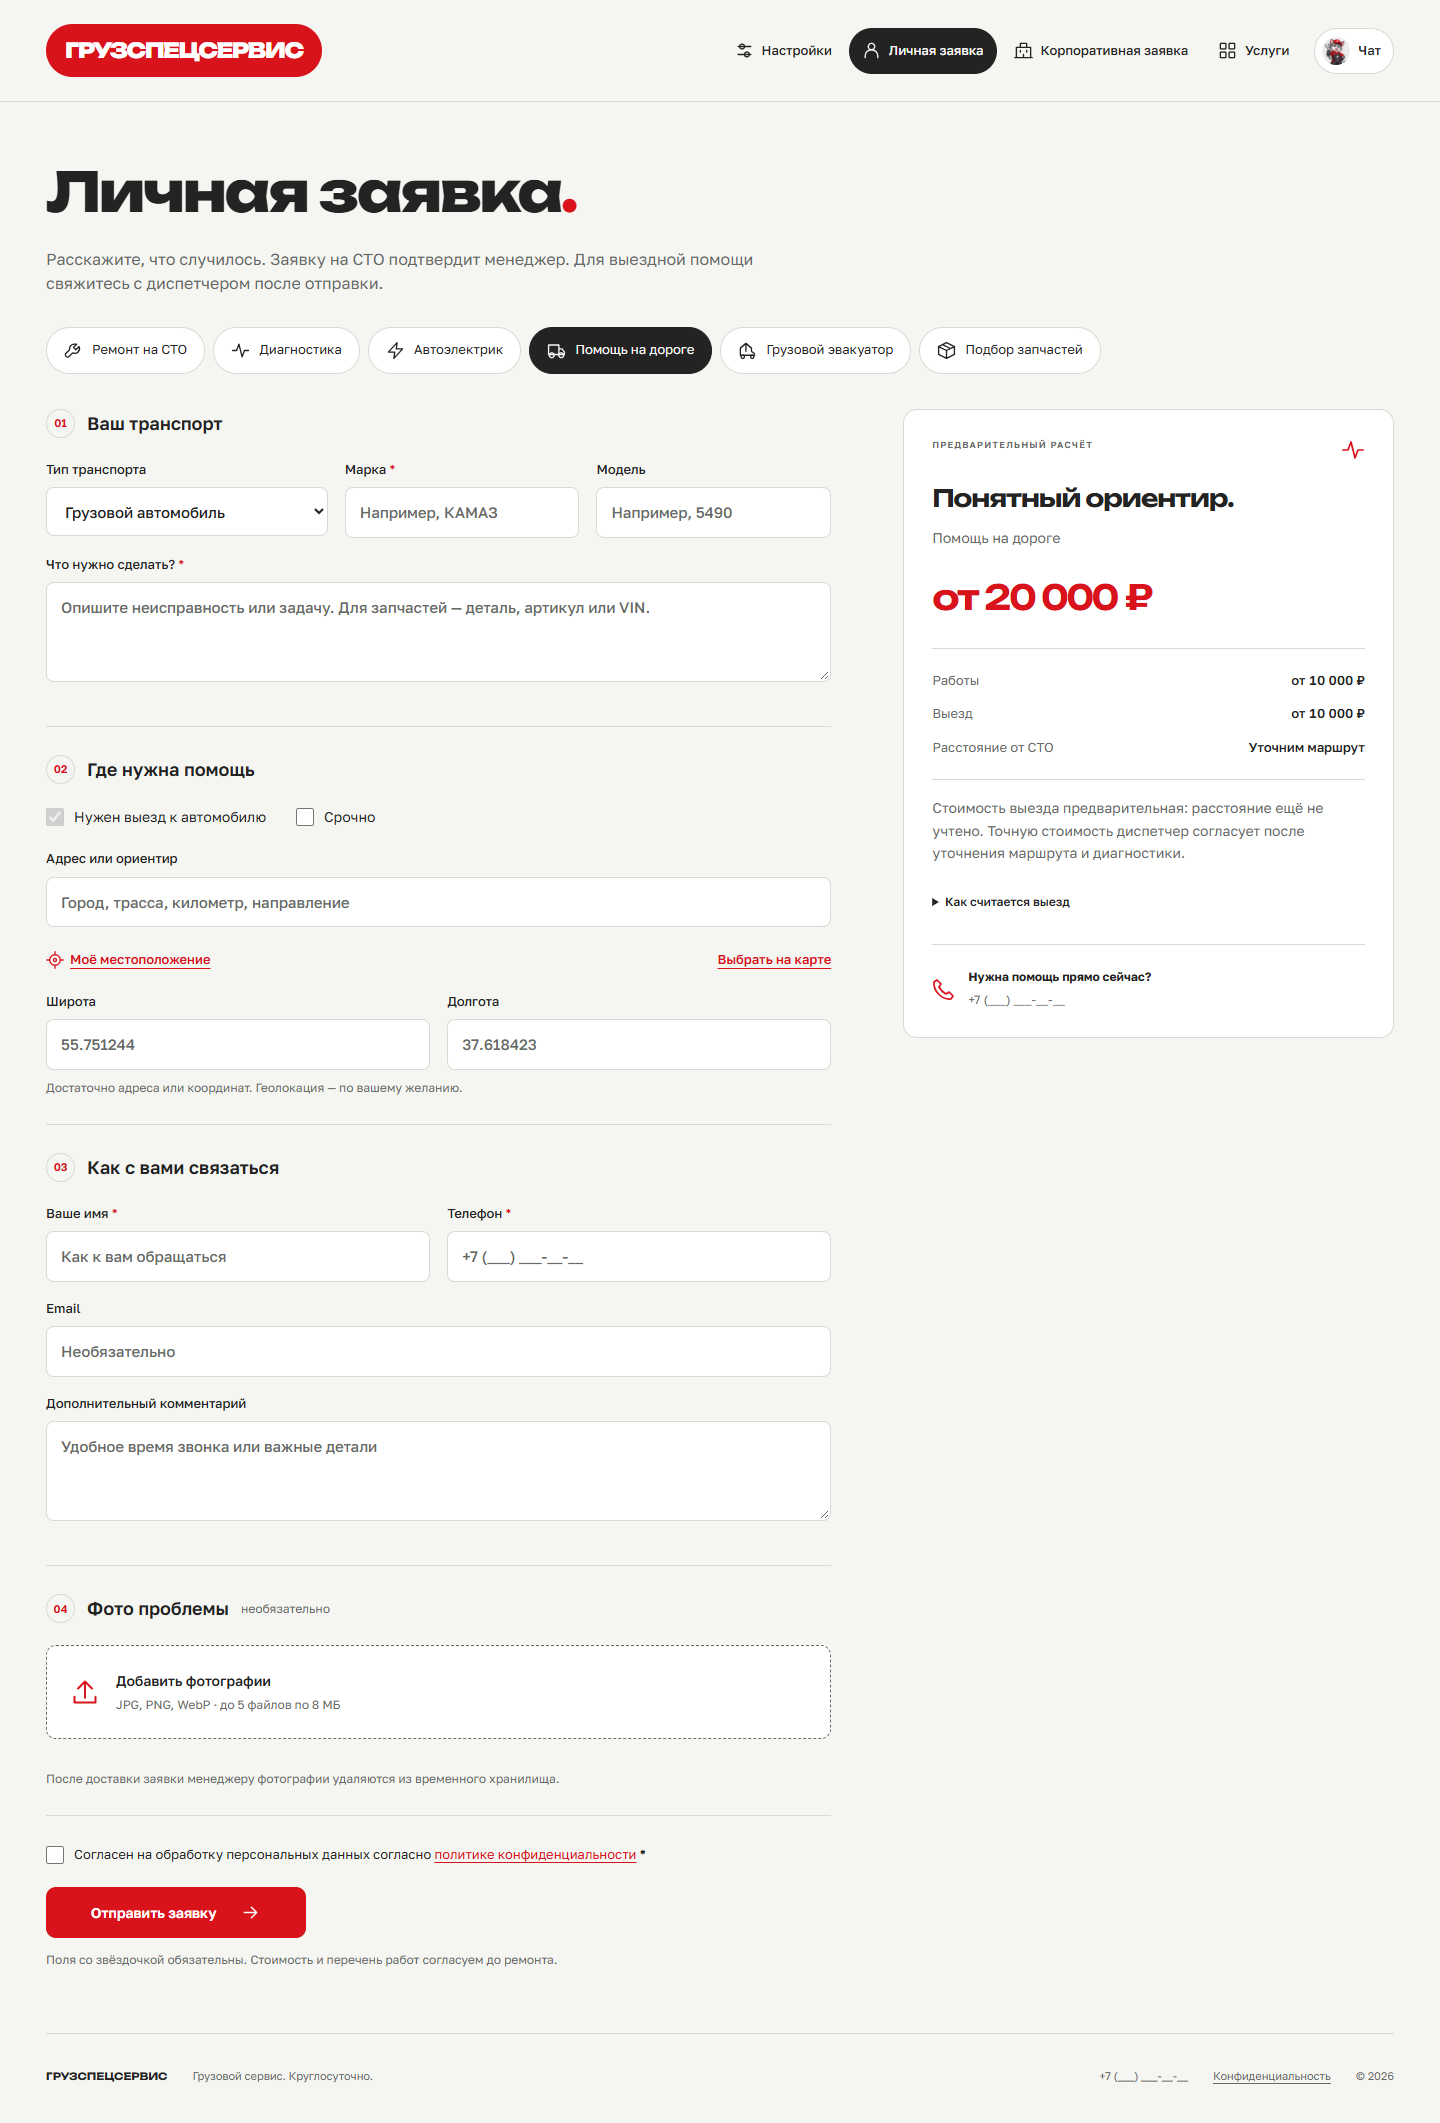 ГРУЗСПЕЦСЕРВИС
Настройки
Личная заявка
Корпоративная заявка
Услуги
Чат
Личная заявка.
Расскажите, что случилось. Заявку на СТО подтвердит менеджер. Для выездной помощи
свяжитесь с диспетчером после отправки.
Ремонт на СТО
Диагностика
Автоэлектрик
Помощь на дороге
Грузовой эвакуатор
Подбор запчастей
01 Ваш транспорт
Тип транспорта
Марка *
Модель
Грузовой автомобиль
Например, КАМАЗ
Например, 5490
Что нужно сделать? *
Опишите неисправность или задачу. Для запчастей — деталь, артикул или VIN.
02 Где нужна помощь
Нужен выезд к автомобилю
Срочно
Адрес или ориентир
Город, трасса, километр, направление
Моё местоположение
Выбрать на карте
Широта
Долгота
55.751244
37.618423
Достаточно адреса или координат. Геолокация — по вашему желанию.
03 Как с вами связаться
Ваше имя *
Телефон *
Как к вам обращаться
+7 (___) ___-__-__
Email
Необязательно
Дополнительный комментарий
Удобное время звонка или важные детали
04 Фото проблемы необязательно
Добавить фотографии
JPG, PNG, WebP · до 5 файлов по 8 МБ
После доставки заявки менеджеру фотографии удаляются из временного хранилища.
Согласен на обработку персональных данных согласно политике конфиденциальности *
Отправить заявку
Поля со звёздочкой обязательны. Стоимость и перечень работ согласуем до ремонта.
ПРЕДВАРИТЕЛЬНЫЙ РАСЧЁТ
Понятный ориентир.
Помощь на дороге
от 20 000 ₽
Работы от 10 000 ₽
Выезд от 10 000 ₽
Расстояние от СТО Уточним маршрут
Стоимость выезда предварительная: расстояние ещё не
учтено. Точную стоимость диспетчер согласует после
уточнения маршрута и диагностики.
Как считается выезд
Нужна помощь прямо сейчас?
+7 (___) ___-__-__
ГРУЗСПЕЦСЕРВИС
Грузовой сервис. Круглосуточно.
+7 (___) ___-__-__
Конфиденциальность
© 2026